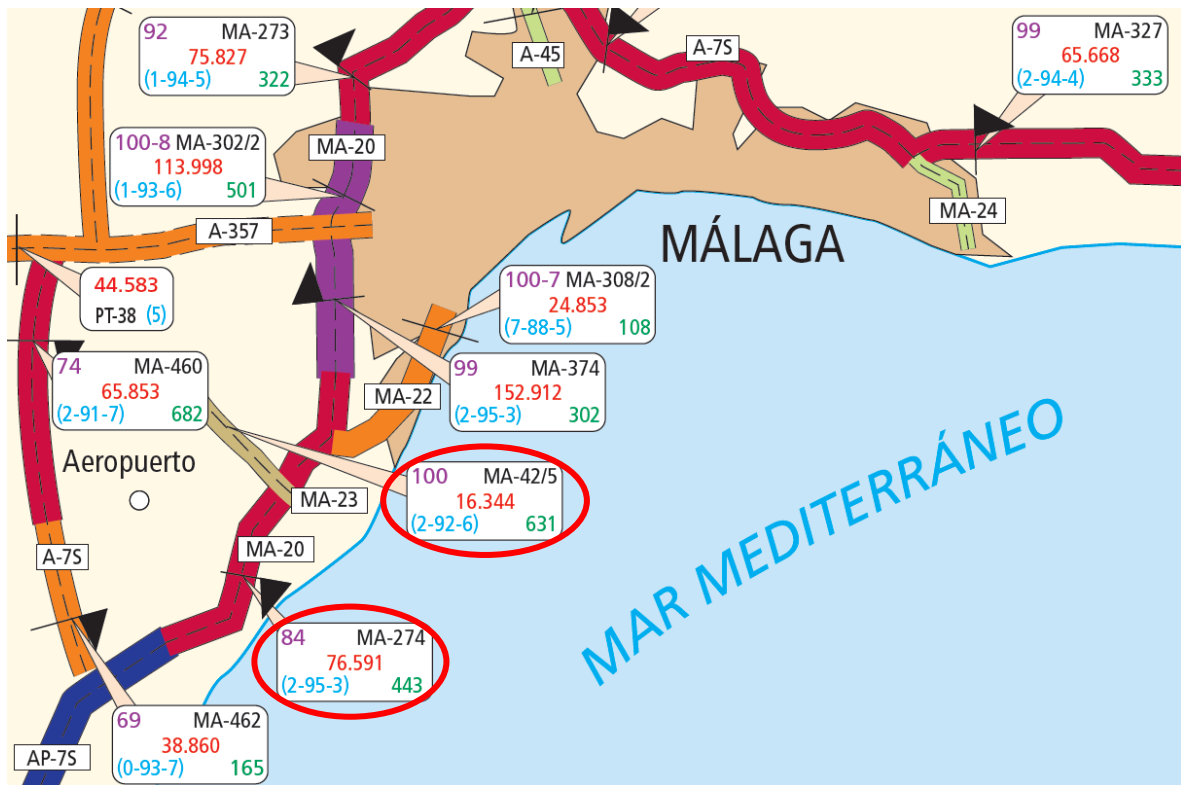 92 MA-273
75.827
(1-94-5) 322
A-45
A-7S
99 MA-327
65.668
(2-94-4) 333
100-8 MA-302/2
113.998
(1-93-6) 501
MA-20
A-357
MA-24
MÁLAGA
44.583
PT-38 (5)
100-7 MA-308/2
24.853
(7-88-5) 108
74 MA-460
65.853
(2-91-7) 682
99 MA-374
152.912
(2-95-3) 302
MA-22
Aeropuerto
100 MA-42/5
16.344
(2-92-6) 631
MA-23
MAR MEDITERRÁNEO
A-7S
MA-20
84 MA-274
76.591
(2-95-3) 443
69 MA-462
38.860
(0-93-7) 165
AP-7S